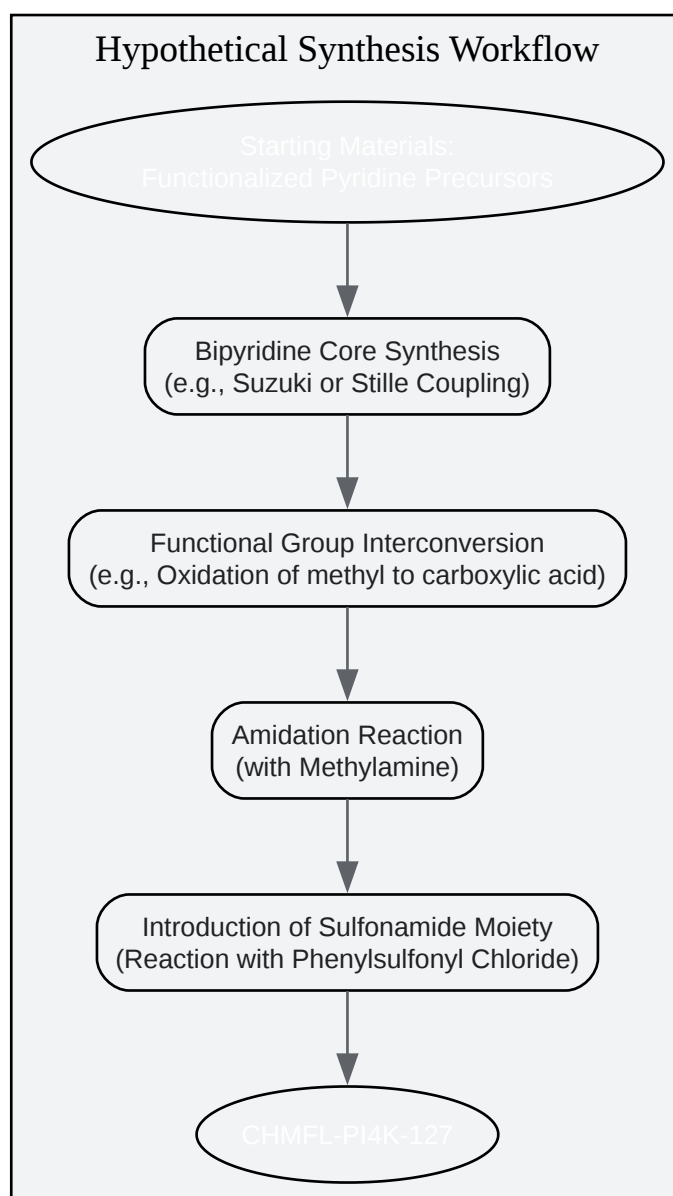 Hypothetical Synthesis Workflow
Starting Materials:
Functionalized Pyridine Precursors
Bipyridine Core Synthesis
(e.g., Suzuki or Stille Coupling)
Functional Group Interconversion
(e.g., Oxidation of methyl to carboxylic acid)
Amidation Reaction
(with Methylamine)
Introduction of Sulfonamide Moiety
(Reaction with Phenylsulfonyl Chloride)
CHMFL-PI4K-127